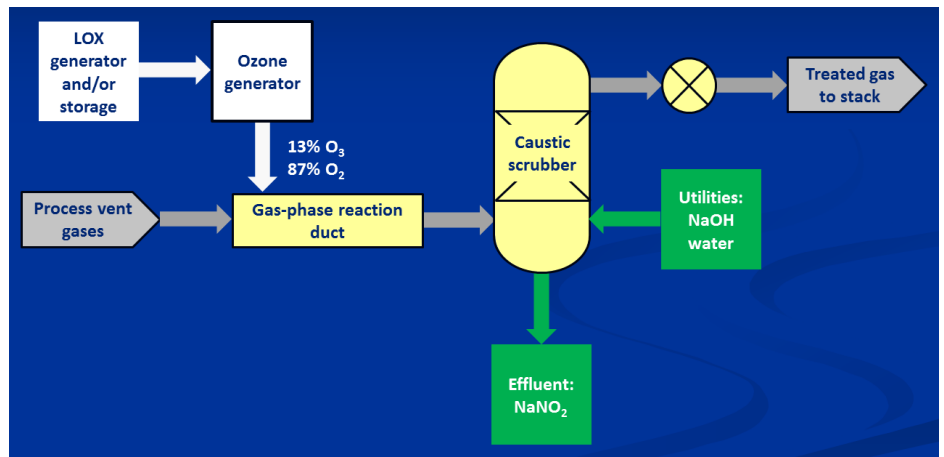 LOX
generator
and/or
storage
Ozone
generator
13% O₃
87% O₂
Process vent
gases
Gas-phase reaction
duct
Caustic
scrubber
Treated gas
to stack
Utilities:
NaOH
water
Effluent:
NaNO₂